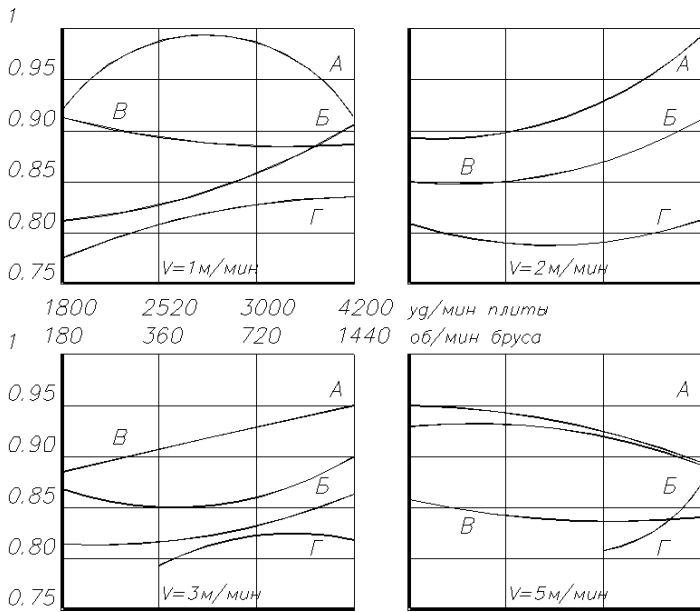 1
0.95
0.90
0.85
0.80
0.75
А
Б
В
Г
V=1м/мин
А
В
Г
V=2м/мин
1800 2520 3000 4200 уд/мин плиты
180 360 720 1440 об/мин бруса
1
0.95
0.90
0.85
0.80
0.75
А
В
Б
Г
V=3м/мин
А
Б
В
Г
V=5м/мин